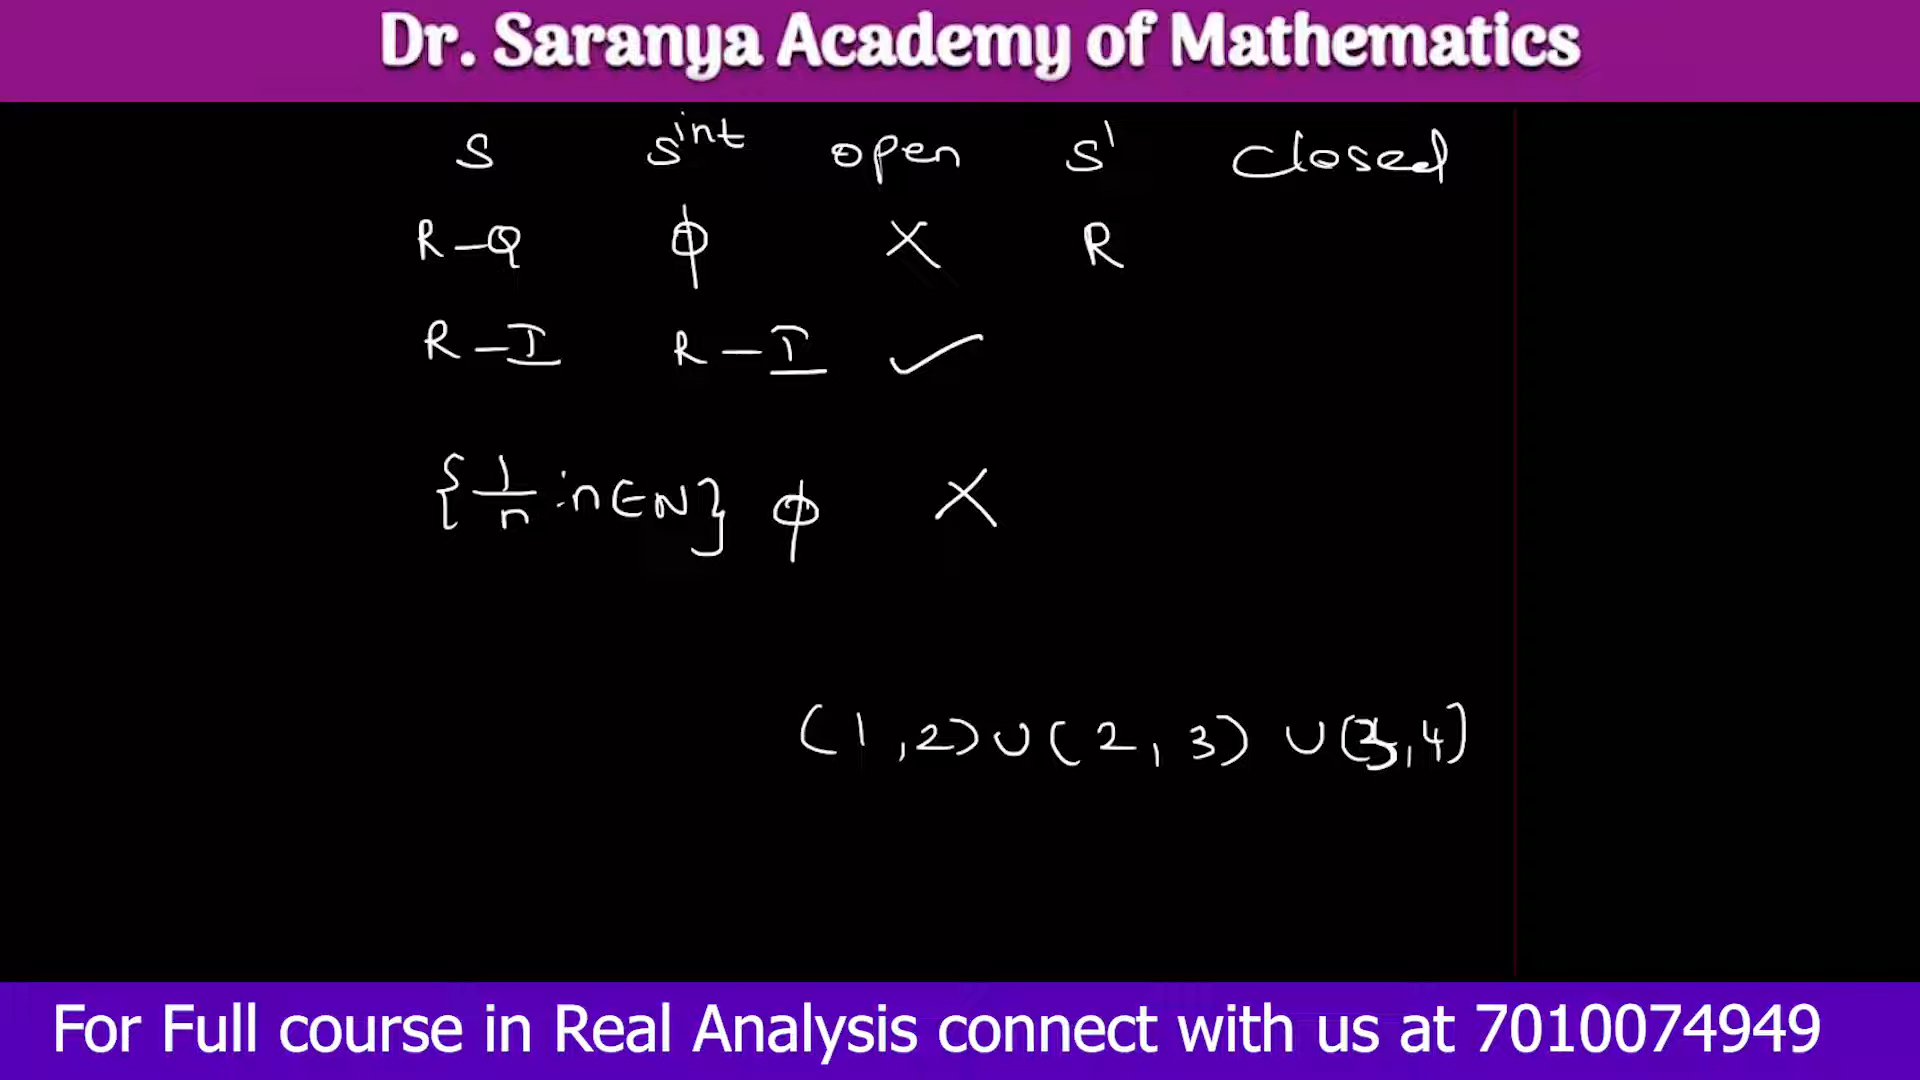 Dr. Saranya Academy of Mathematics
S S^int open S' closed
R-Q ϕ X R
R-I R-I ✓
{1/n : n∈N} ϕ X
(1,2)∪(2,3)∪(3,4]
For Full course in Real Analysis connect with us at 7010074949